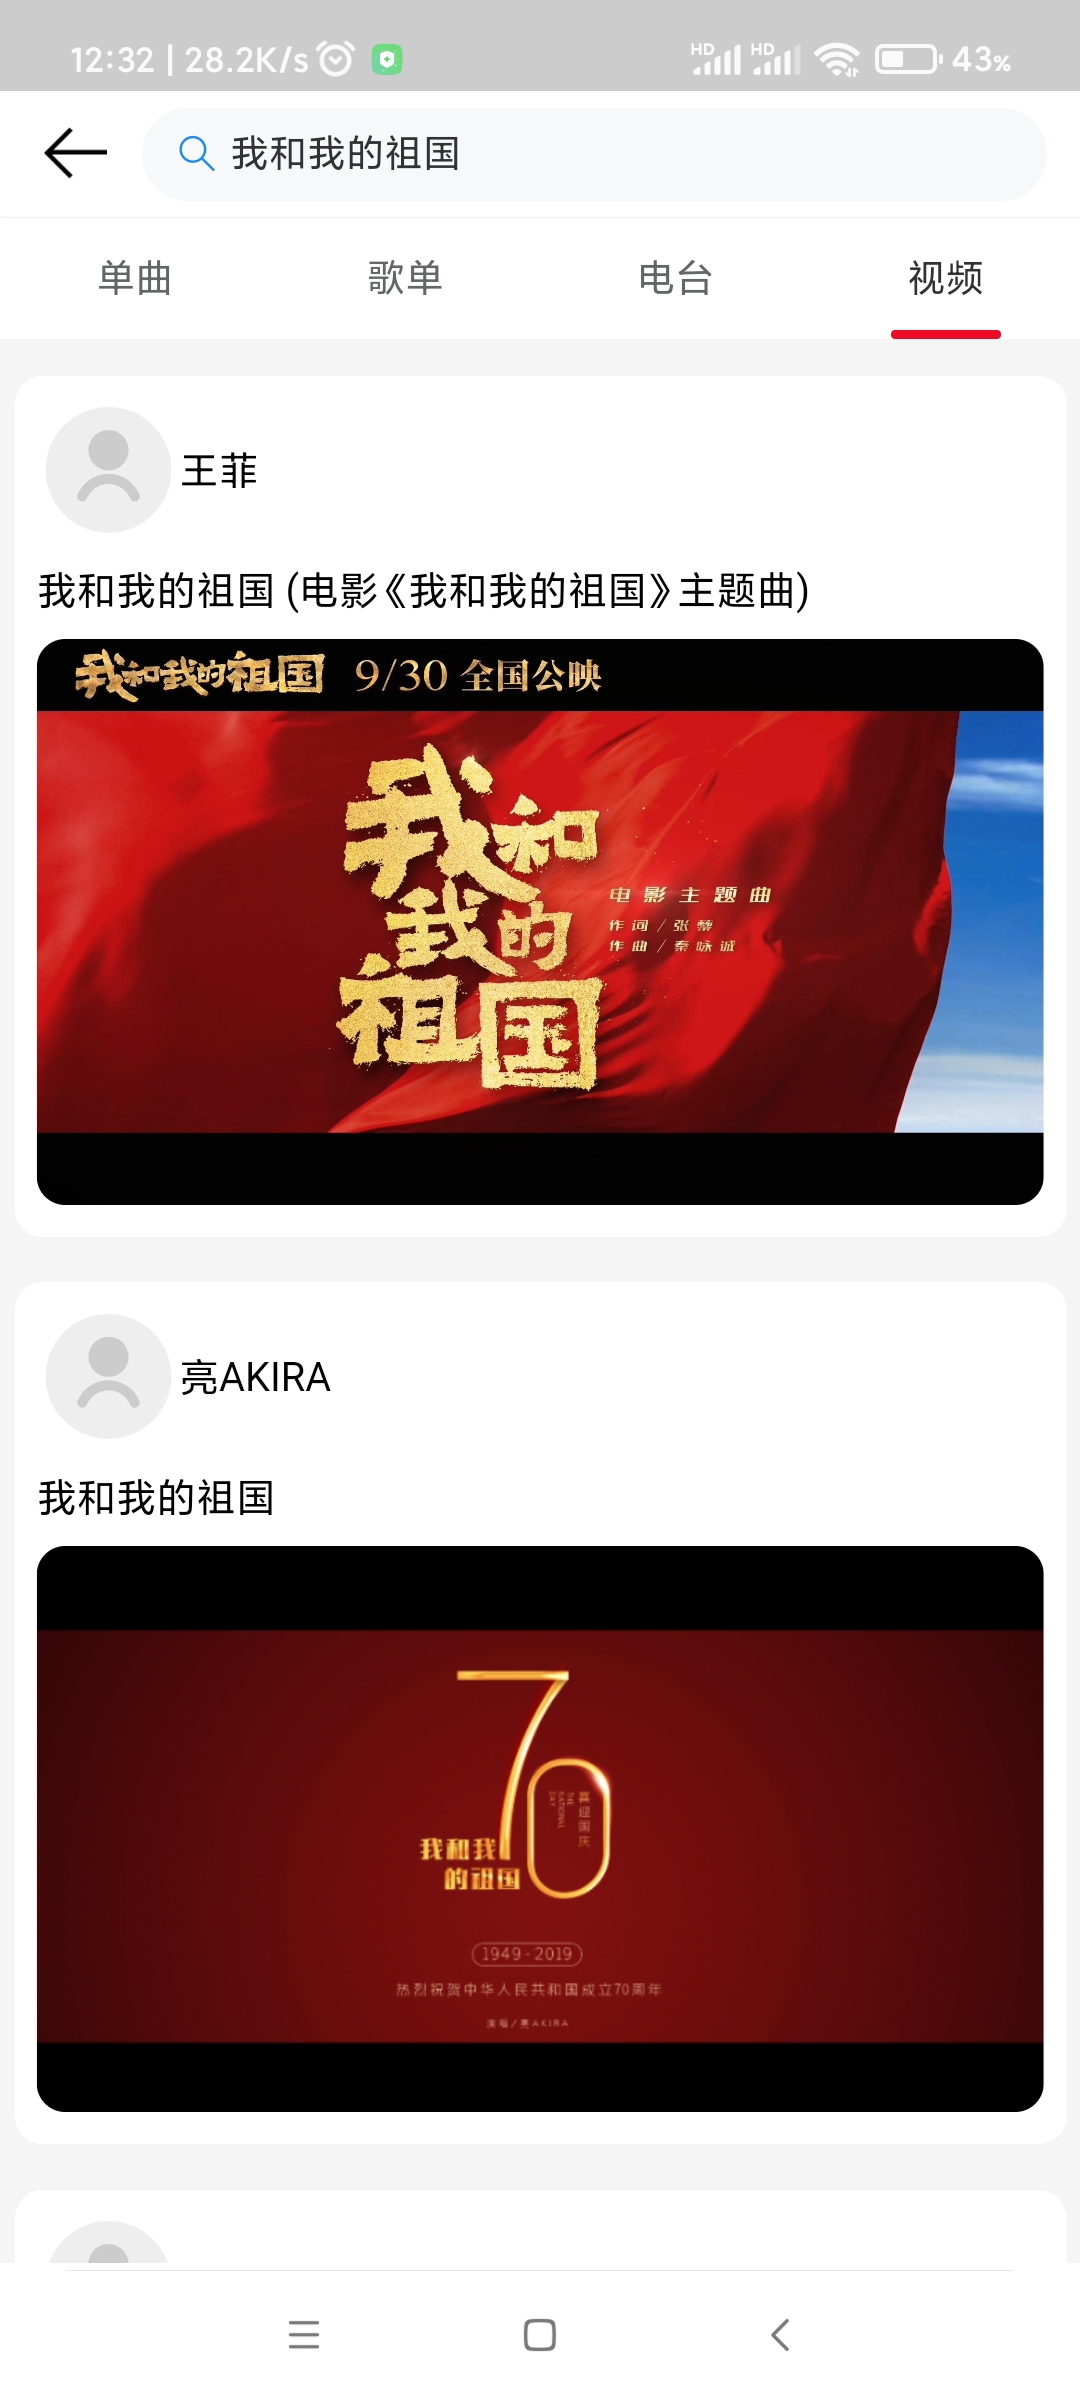 12:32 | 28.2K/s
HD HD 43%
我和我的祖国
单曲 歌单 电台 视频
王菲
我和我的祖国 (电影《我和我的祖国》主题曲)
我和我的祖国 9/30 全国公映
我和
我的
祖国
电影主题曲
作词/张藜
作曲/秦咏诚
亮AKIRA
我和我的祖国
70
喜迎国庆
THE
NATIONAL
DAY
我和我
的祖国
1949-2019
热烈祝贺中华人民共和国成立70周年
演唱/亮AKIRA